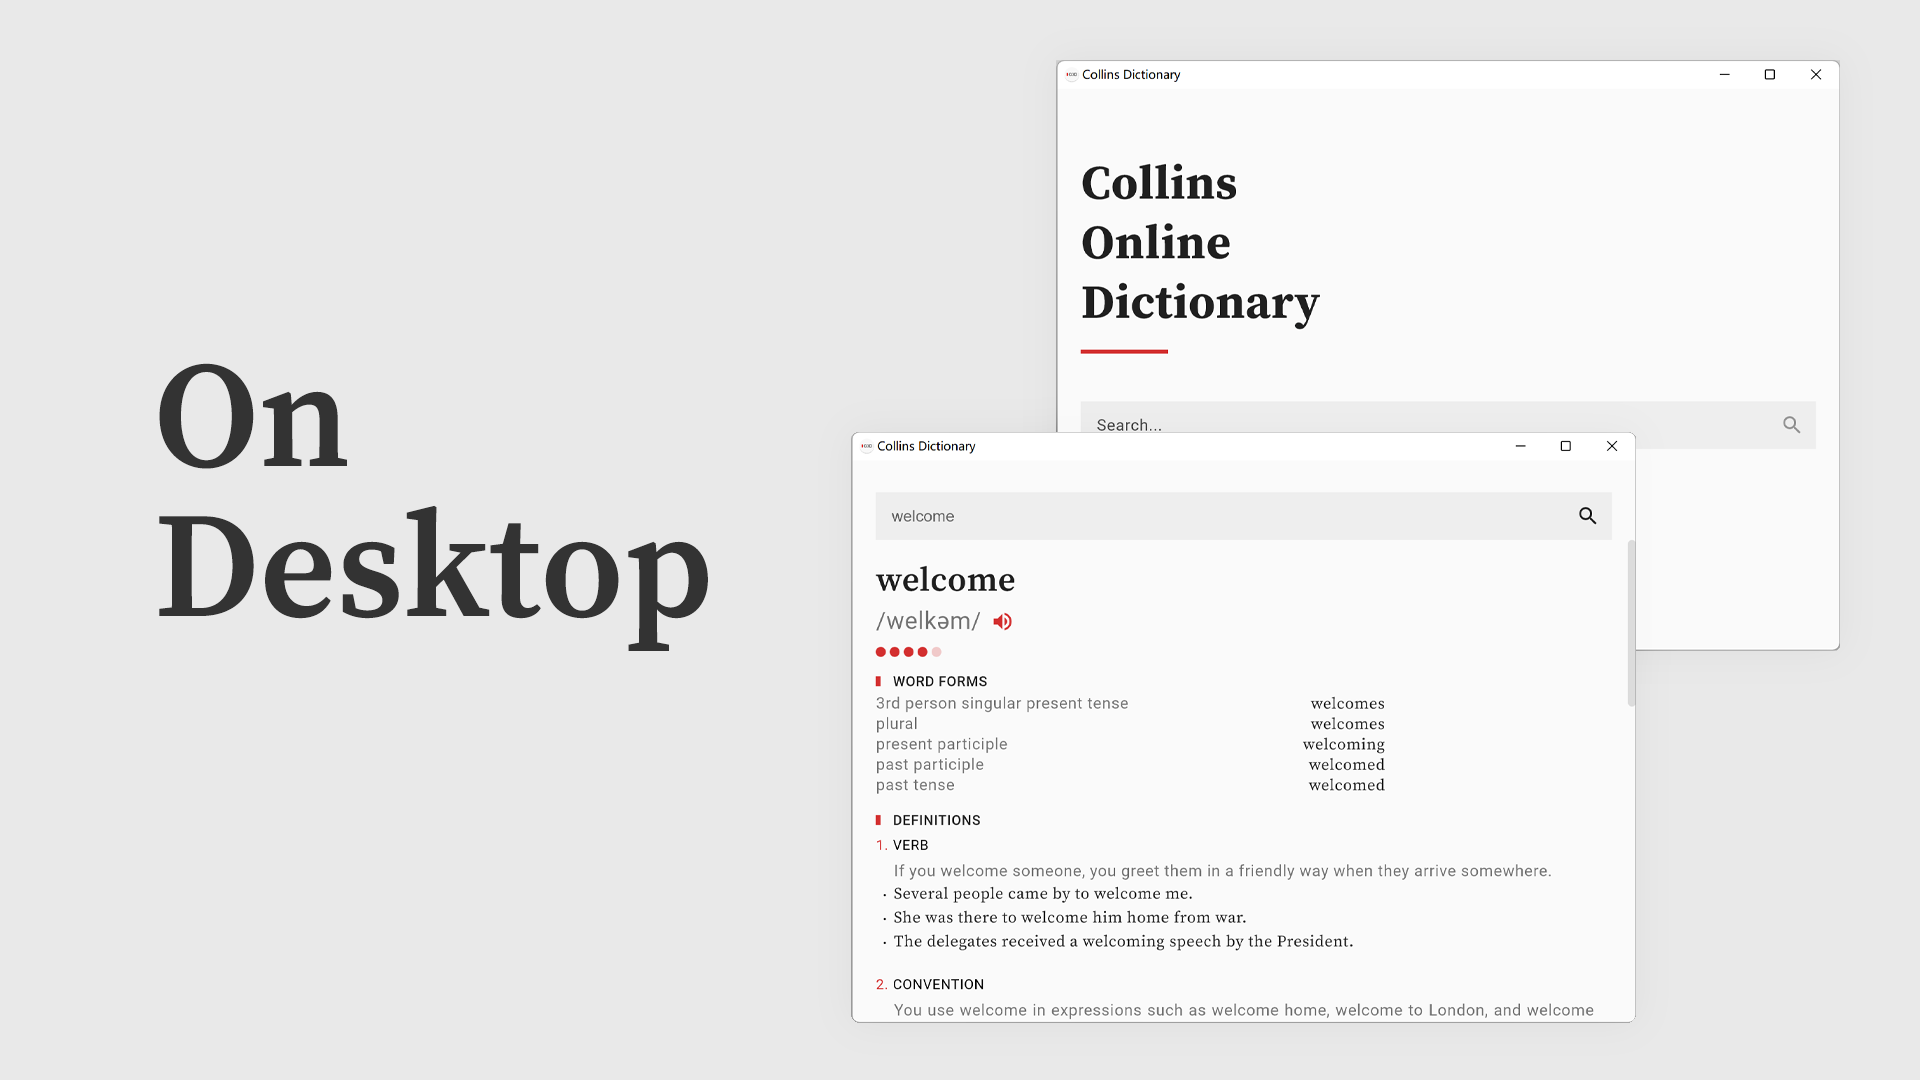 On
Desktop
Collins Dictionary
Collins
Online
Dictionary
Search...
Collins Dictionary
welcome
welcome
/welkəm/
WORD FORMS
3rd person singular present tense welcomes
plural welcomes
present participle welcoming
past participle welcomed
past tense welcomed
DEFINITIONS
1. VERB
If you welcome someone, you greet them in a friendly way when they arrive somewhere.
· Several people came by to welcome me.
· She was there to welcome him home from war.
· The delegates received a welcoming speech by the President.
2. CONVENTION
You use welcome in expressions such as welcome home, welcome to London, and welcome